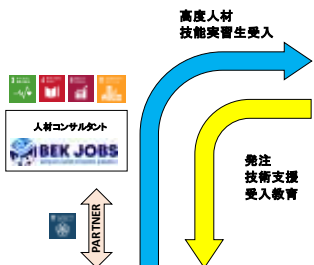 高度人材
技能実習生受入
人材コンサルタント
BEK JOBS
発注
技術支援
受入教育
PARTNER